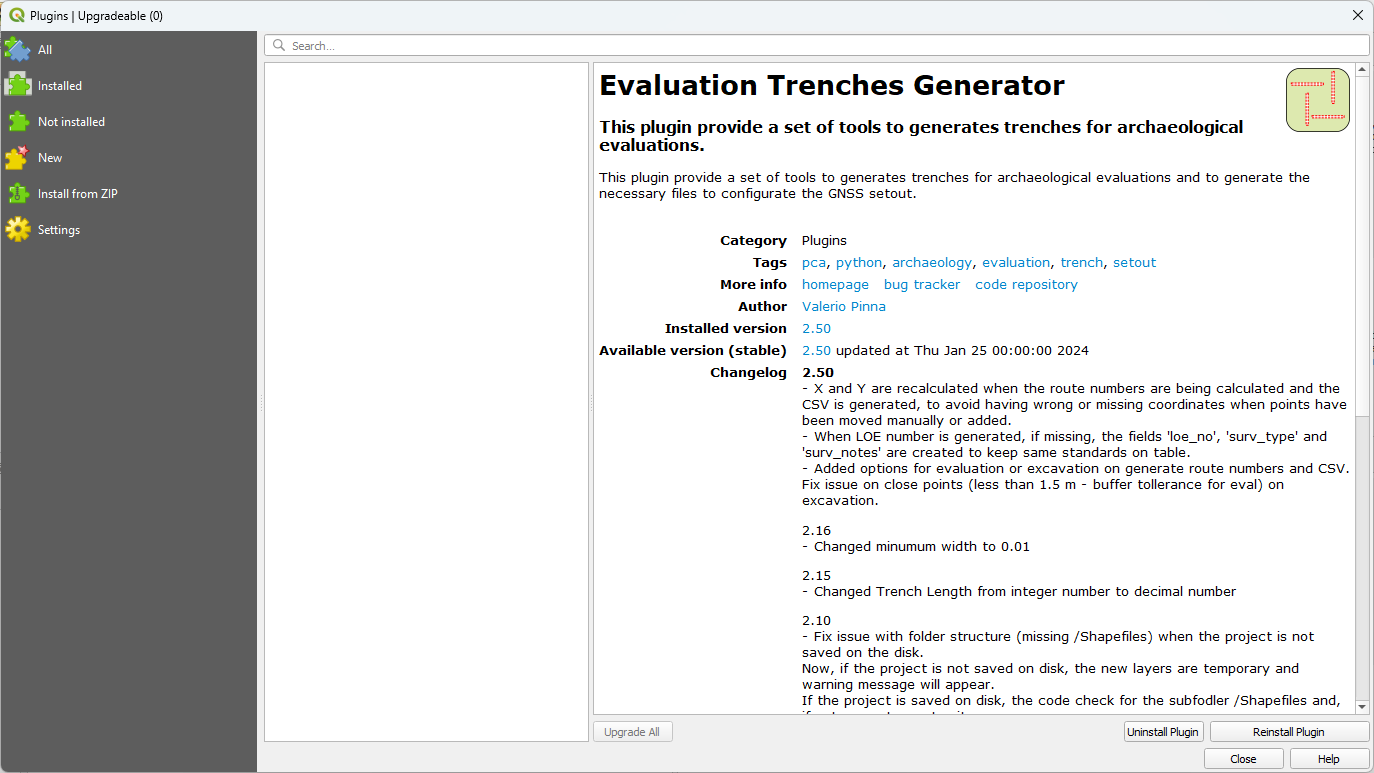 Plugins | Upgradeable (0)
All
Installed
Not installed
New
Install from ZIP
Settings
Search...
Evaluation Trenches Generator
This plugin provide a set of tools to generates trenches for archaeological
evaluations.
This plugin provide a set of tools to generates trenches for archaeological evaluations and to generate the
necessary files to configurate the GNSS setout.
Category Plugins
Tags pca, python, archaeology, evaluation, trench, setout
More info homepage bug tracker code repository
Author Valerio Pinna
Installed version 2.50
Available version (stable) 2.50 updated at Thu Jan 25 00:00:00 2024
Changelog 2.50
- X and Y are recalculated when the route numbers are being calculated and the
CSV is generated, to avoid having wrong or missing coordinates when points have
been moved manually or added.
- When LOE number is generated, if missing, the fields 'loe_no', 'surv_type' and
'surv_notes' are created to keep same standards on table.
- Added options for evaluation or excavation on generate route numbers and CSV.
Fix issue on close points (less than 1.5 m - buffer tollerance for eval) on
excavation.
2.16
- Changed minumum width to 0.01
2.15
- Changed Trench Length from integer number to decimal number
2.10
- Fix issue with folder structure (missing /Shapefiles) when the project is not
saved on the disk.
Now, if the project is not saved on disk, the new layers are temporary and
warning message will appear.
If the project is saved on disk, the code check for the subfodler /Shapefiles and,
Upgrade All
Uninstall Plugin
Reinstall Plugin
Close
Help